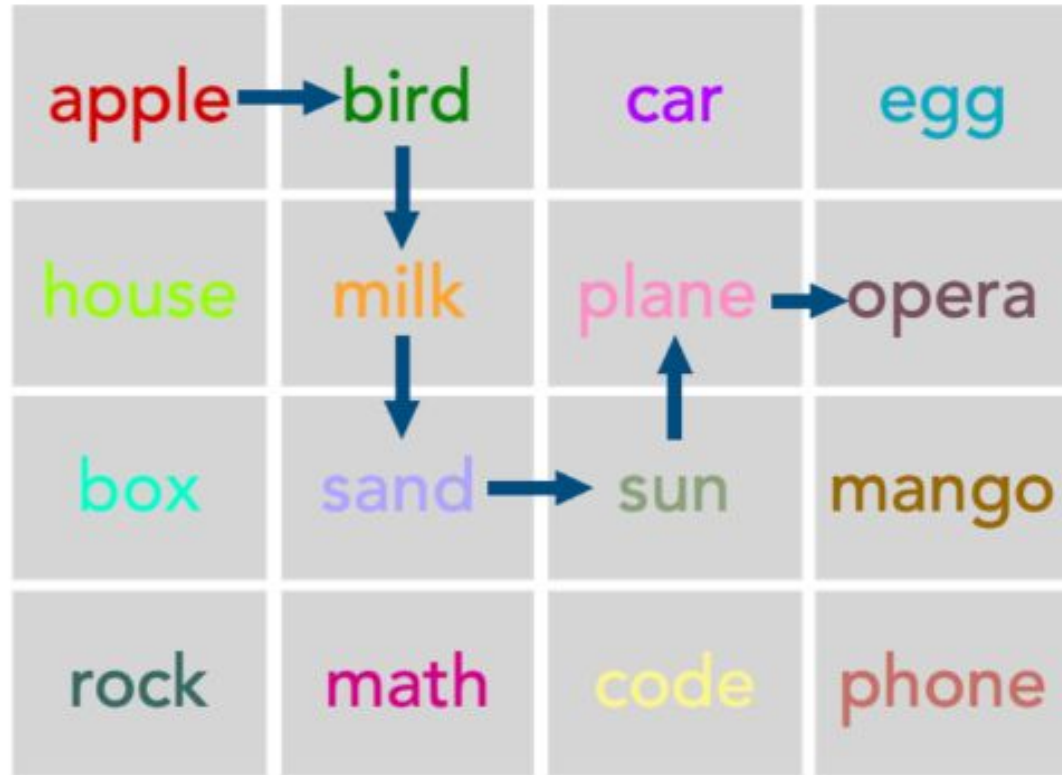 apple bird car egg
house milk plane opera
box sand sun mango
rock math code phone